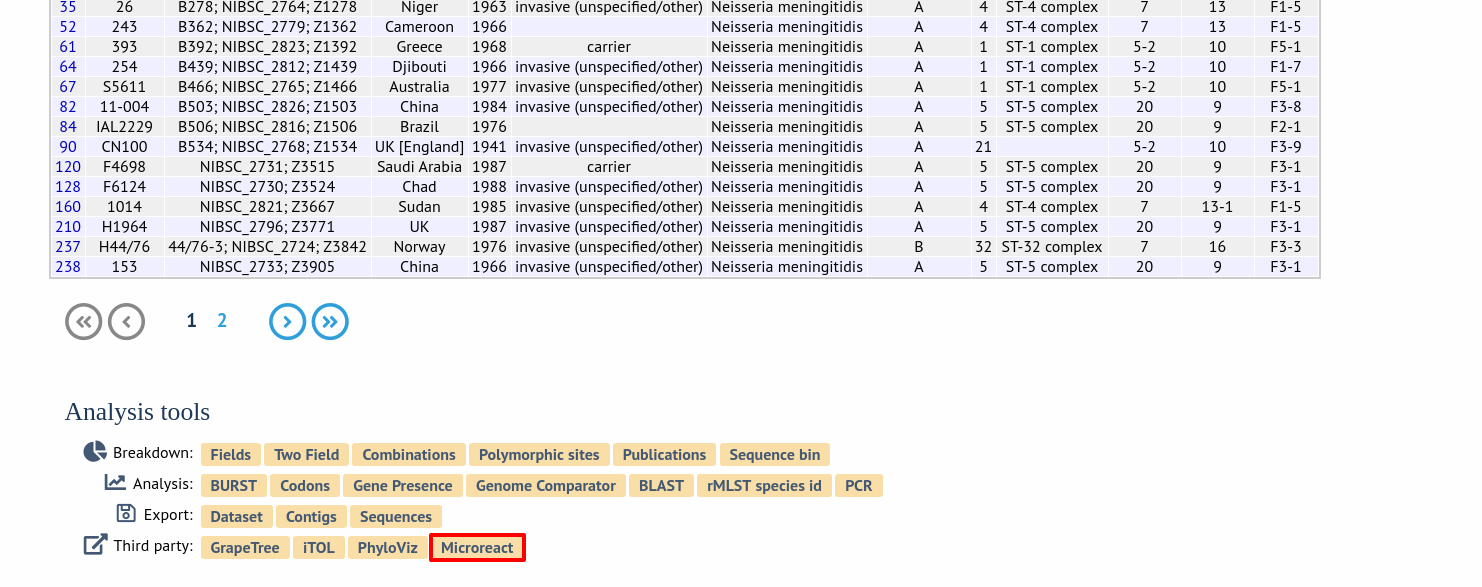 35 26 B278; NIBSC_2764; Z1278 Niger 1963 invasive (unspecified/other) Neisseria meningitidis A 4 ST-4 complex 7 13 F1-5
52 243 B362; NIBSC_2779; Z1362 Cameroon 1966 Neisseria meningitidis A 4 ST-4 complex 7 13 F1-5
61 393 B392; NIBSC_2823; Z1392 Greece 1968 carrier Neisseria meningitidis A 1 ST-1 complex 5-2 10 F5-1
64 254 B439; NIBSC_2812; Z1439 Djibouti 1966 invasive (unspecified/other) Neisseria meningitidis A 1 ST-1 complex 5-2 10 F1-7
67 S5611 B466; NIBSC_2765; Z1466 Australia 1977 invasive (unspecified/other) Neisseria meningitidis A 1 ST-1 complex 5-2 10 F5-1
82 11-004 B503; NIBSC_2826; Z1503 China 1984 invasive (unspecified/other) Neisseria meningitidis A 5 ST-5 complex 20 9 F3-8
84 IAL2229 B506; NIBSC_2816; Z1506 Brazil 1976 Neisseria meningitidis A 5 ST-5 complex 20 9 F2-1
90 CN100 B534; NIBSC_2768; Z1534 UK [England] 1941 invasive (unspecified/other) Neisseria meningitidis A 21 5-2 10 F3-9
120 F4698 NIBSC_2731; Z3515 Saudi Arabia 1987 carrier Neisseria meningitidis A 5 ST-5 complex 20 9 F3-1
128 F6124 NIBSC_2730; Z3524 Chad 1988 invasive (unspecified/other) Neisseria meningitidis A 5 ST-5 complex 20 9 F3-1
160 1014 NIBSC_2821; Z3667 Sudan 1985 invasive (unspecified/other) Neisseria meningitidis A 4 ST-4 complex 7 13-1 F1-5
210 H1964 NIBSC_2796; Z3771 UK 1987 invasive (unspecified/other) Neisseria meningitidis A 5 ST-5 complex 20 9 F3-1
237 H44/76 44/76-3; NIBSC_2724; Z3842 Norway 1976 invasive (unspecified/other) Neisseria meningitidis B 32 ST-32 complex 7 16 F3-3
238 153 NIBSC_2733; Z3905 China 1966 invasive (unspecified/other) Neisseria meningitidis A 5 ST-5 complex 20 9 F3-1
1 2
Analysis tools
Breakdown: Fields Two Field Combinations Polymorphic sites Publications Sequence bin
Analysis: BURST Codons Gene Presence Genome Comparator BLAST rMLST species id PCR
Export: Dataset Contigs Sequences
Third party: GrapeTree iTOL PhyloViz Microreact